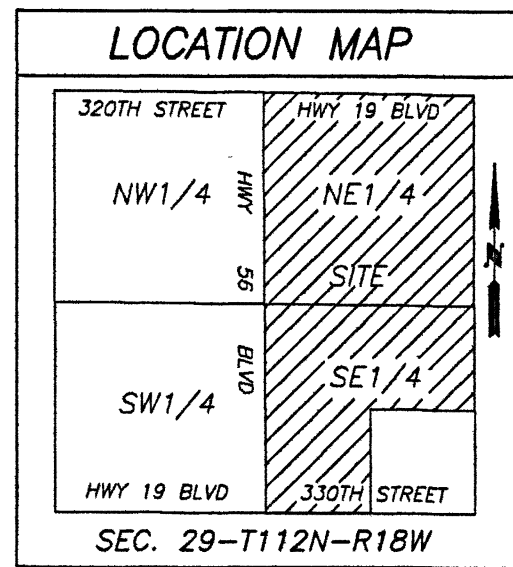 LOCATION MAP
320TH STREET
HWY 19 BLVD
NW1/4
HWY 56 BLVD
NE1/4
N
SITE
SW1/4
SE1/4
HWY 19 BLVD
330TH STREET
SEC. 29-T112N-R18W